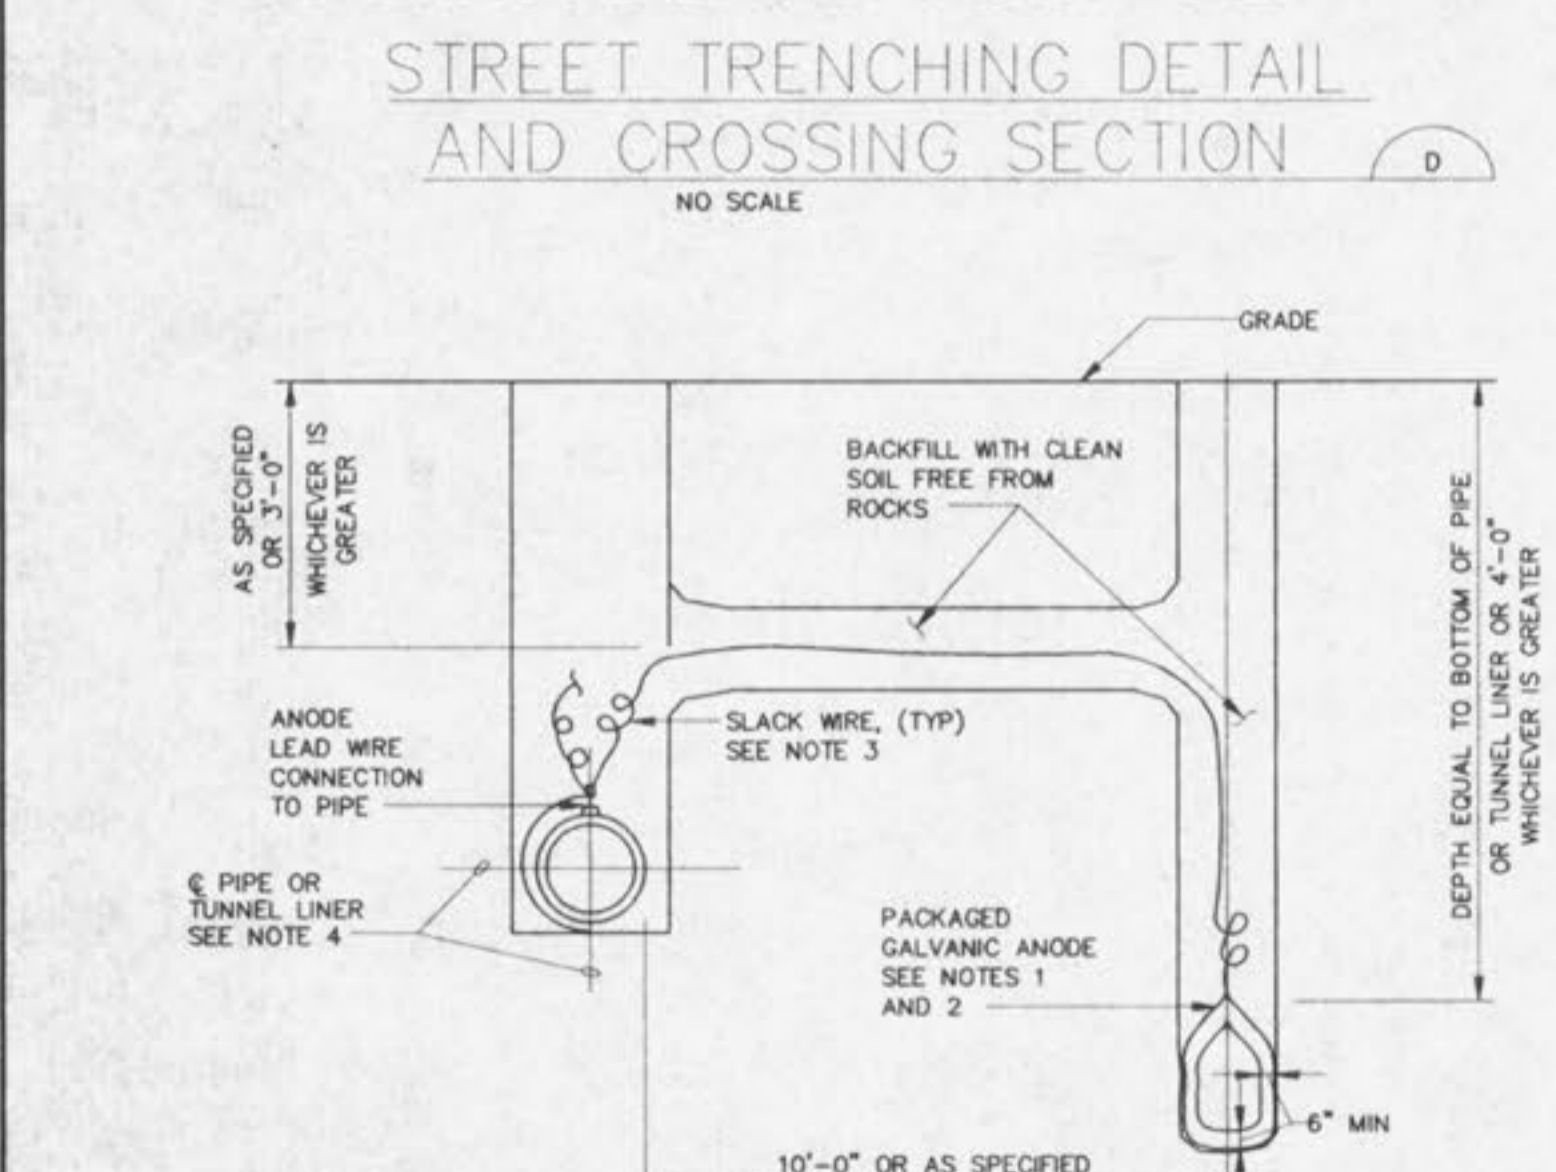 STREET TRENCHING DETAIL
AND CROSSING SECTION
D
NO SCALE
GRADE
AS SPECIFIED
OR 3'-0"
WHICHEVER IS
GREATER
BACKFILL WITH CLEAN
SOIL FREE FROM
ROCKS
DEPTH EQUAL TO BOTTOM OF PIPE
OR TUNNEL LINER OR 4'-0"
WHICHEVER IS GREATER
ANODE
LEAD WIRE
CONNECTION
TO PIPE
SLACK WIRE, (TYP)
SEE NOTE 3
℄ PIPE OR
TUNNEL LINER
SEE NOTE 4
PACKAGED
GALVANIC ANODE
SEE NOTES 1
AND 2
6" MIN
10'-0" OR AS SPECIFIED